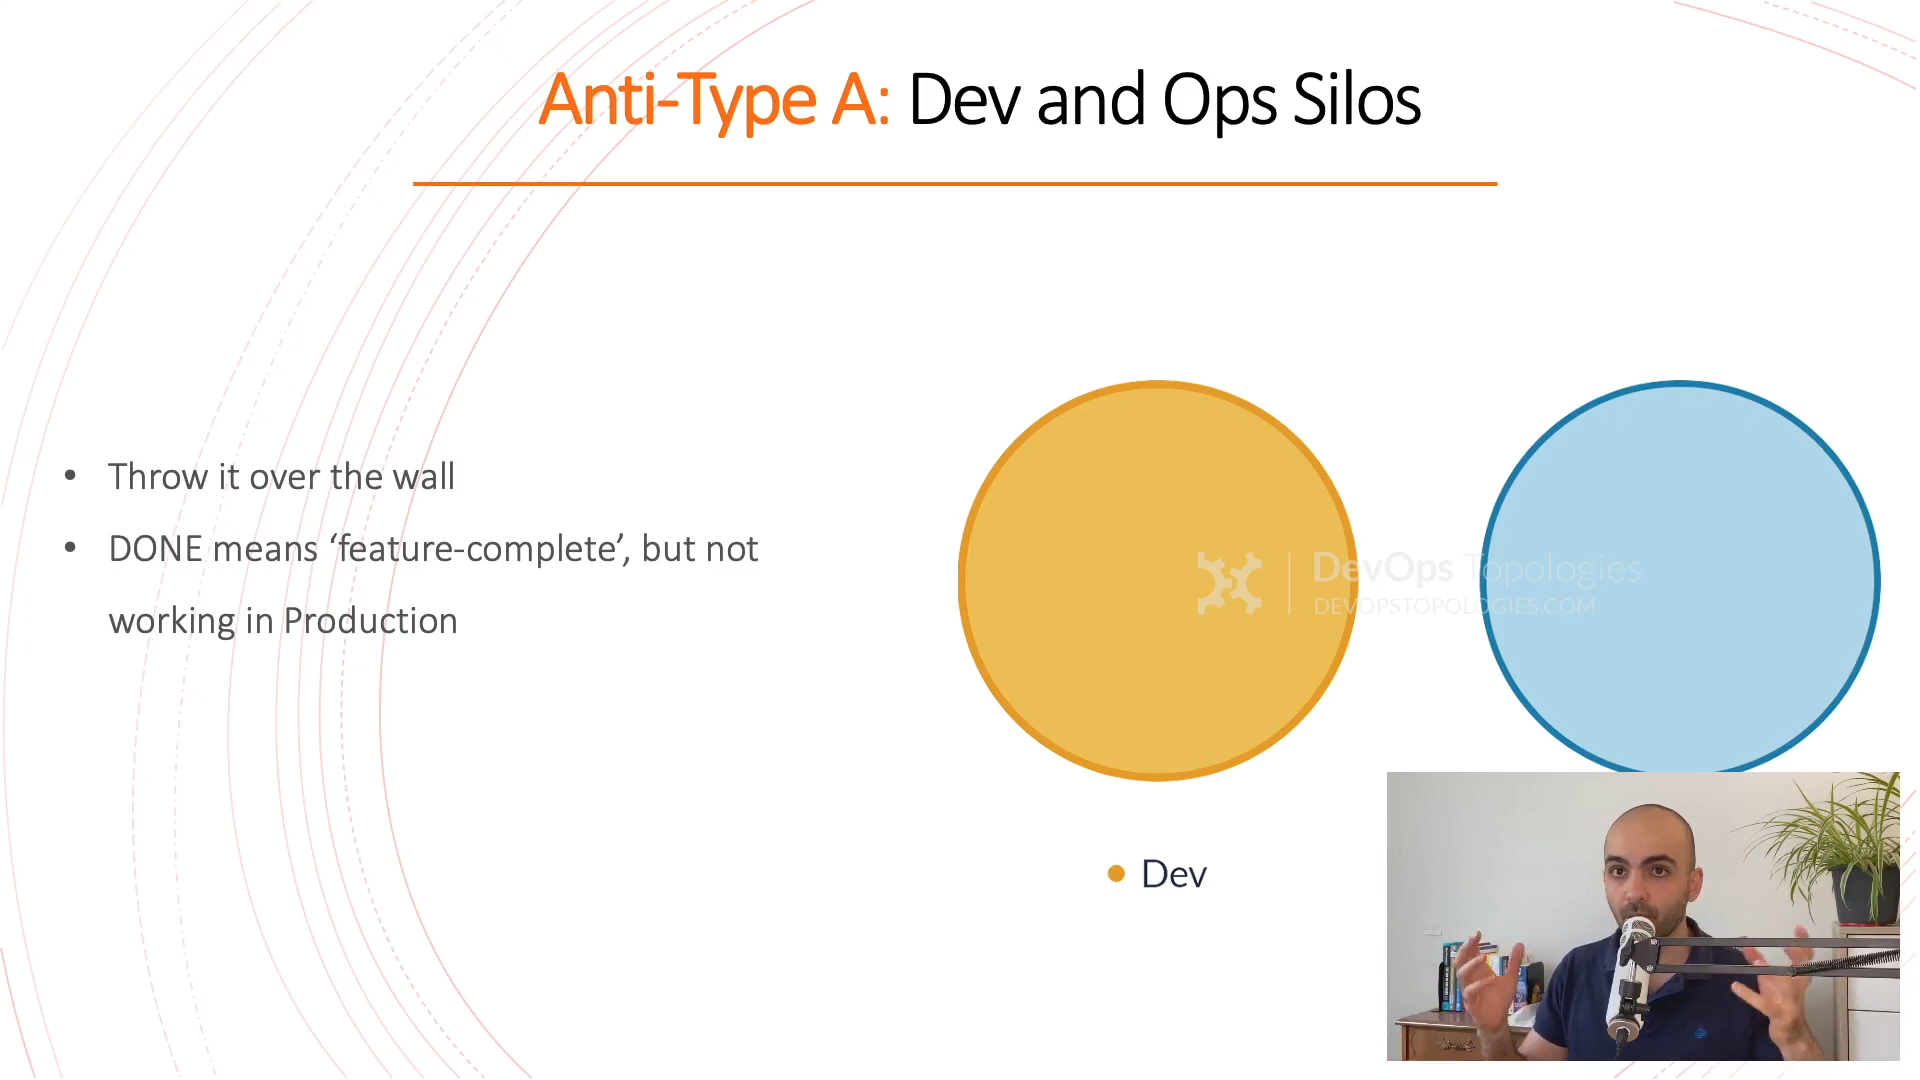 Anti-Type A: Dev and Ops Silos
• Throw it over the wall
• DONE means ‘feature-complete’, but not
working in Production
DevOps Topologies
DEVOPSTOPOLOGIES.COM
Dev